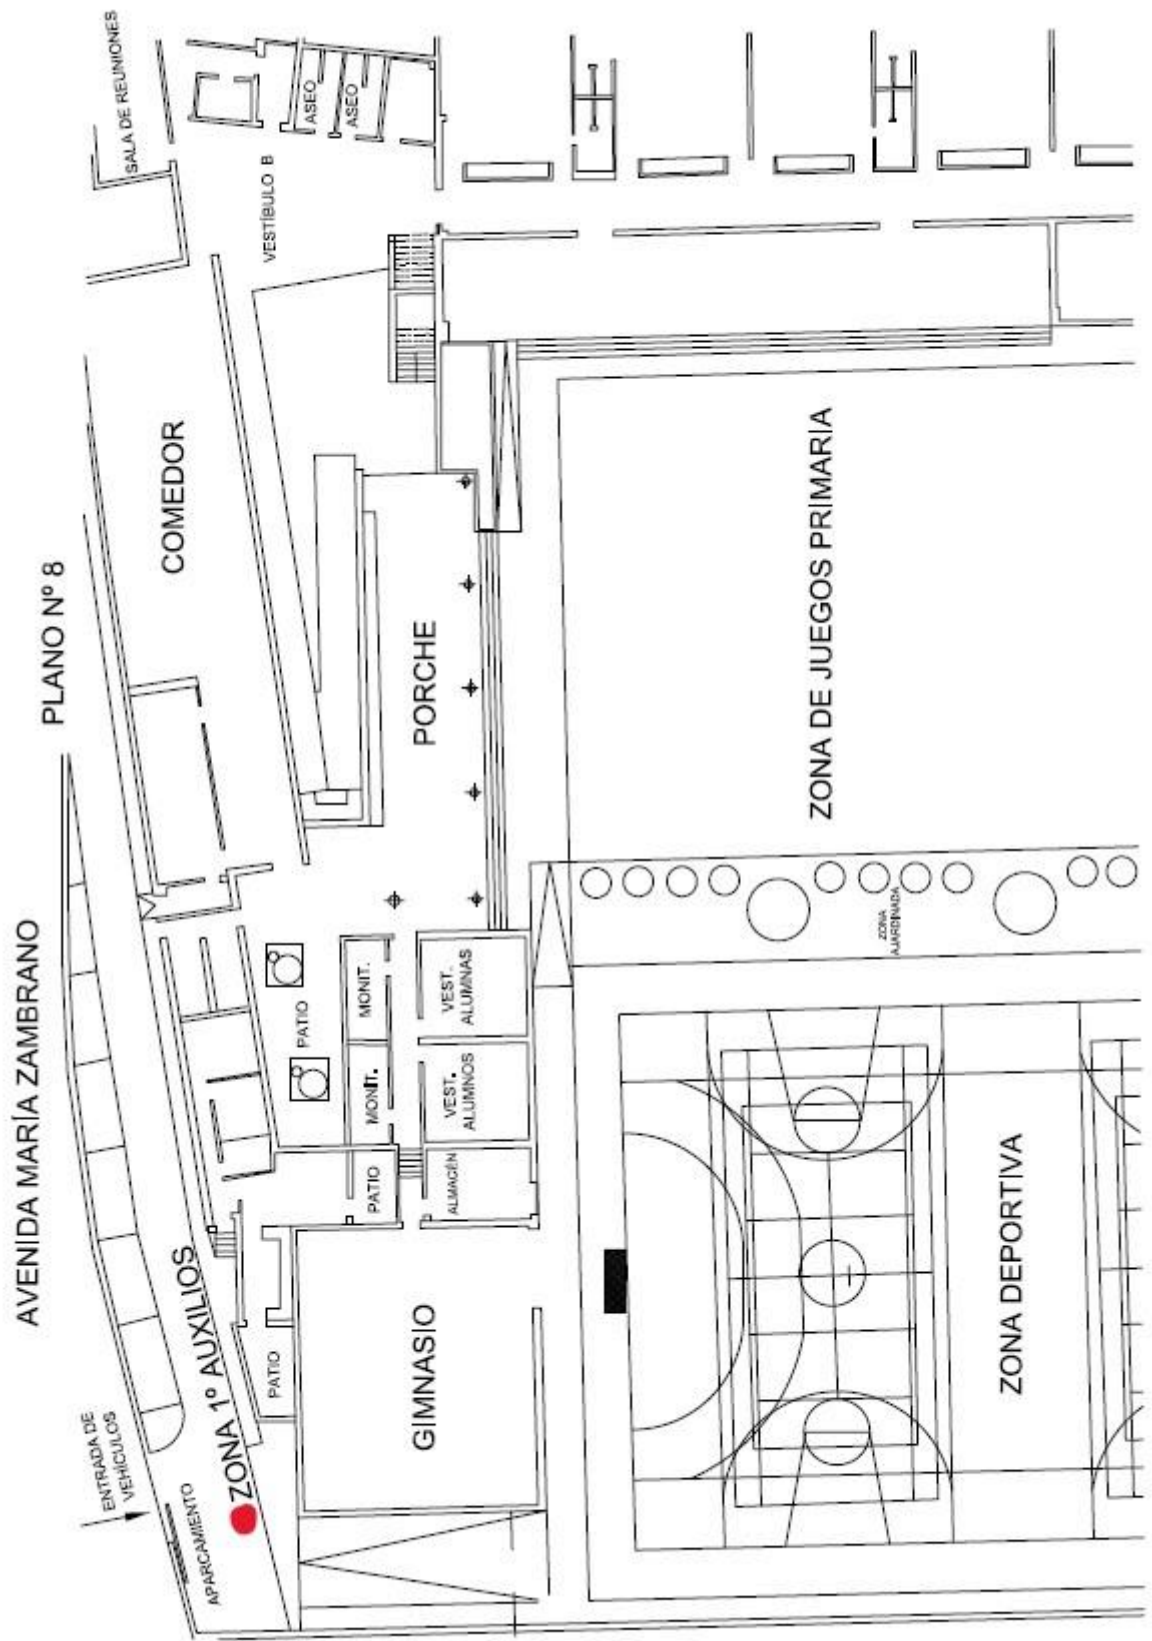 AVENIDA MARÍA ZAMBRANO
PLANO Nº 8
ENTRADA DE
VEHÍCULOS
APARCAMIENTO
ZONA 1º AUXILIOS
PATIO
GIMNASIO
PATIO
ALMACÉN
MONIT.
MONIT.
VEST.
ALUMNOS
VEST.
ALUMNAS
PATIO
PORCHE
COMEDOR
VESTÍBULO B
SALA DE REUNIONES
ASEO
ASEO
ZONA DEPORTIVA
ZONA
AJARDINADA
ZONA DE JUEGOS PRIMARIA